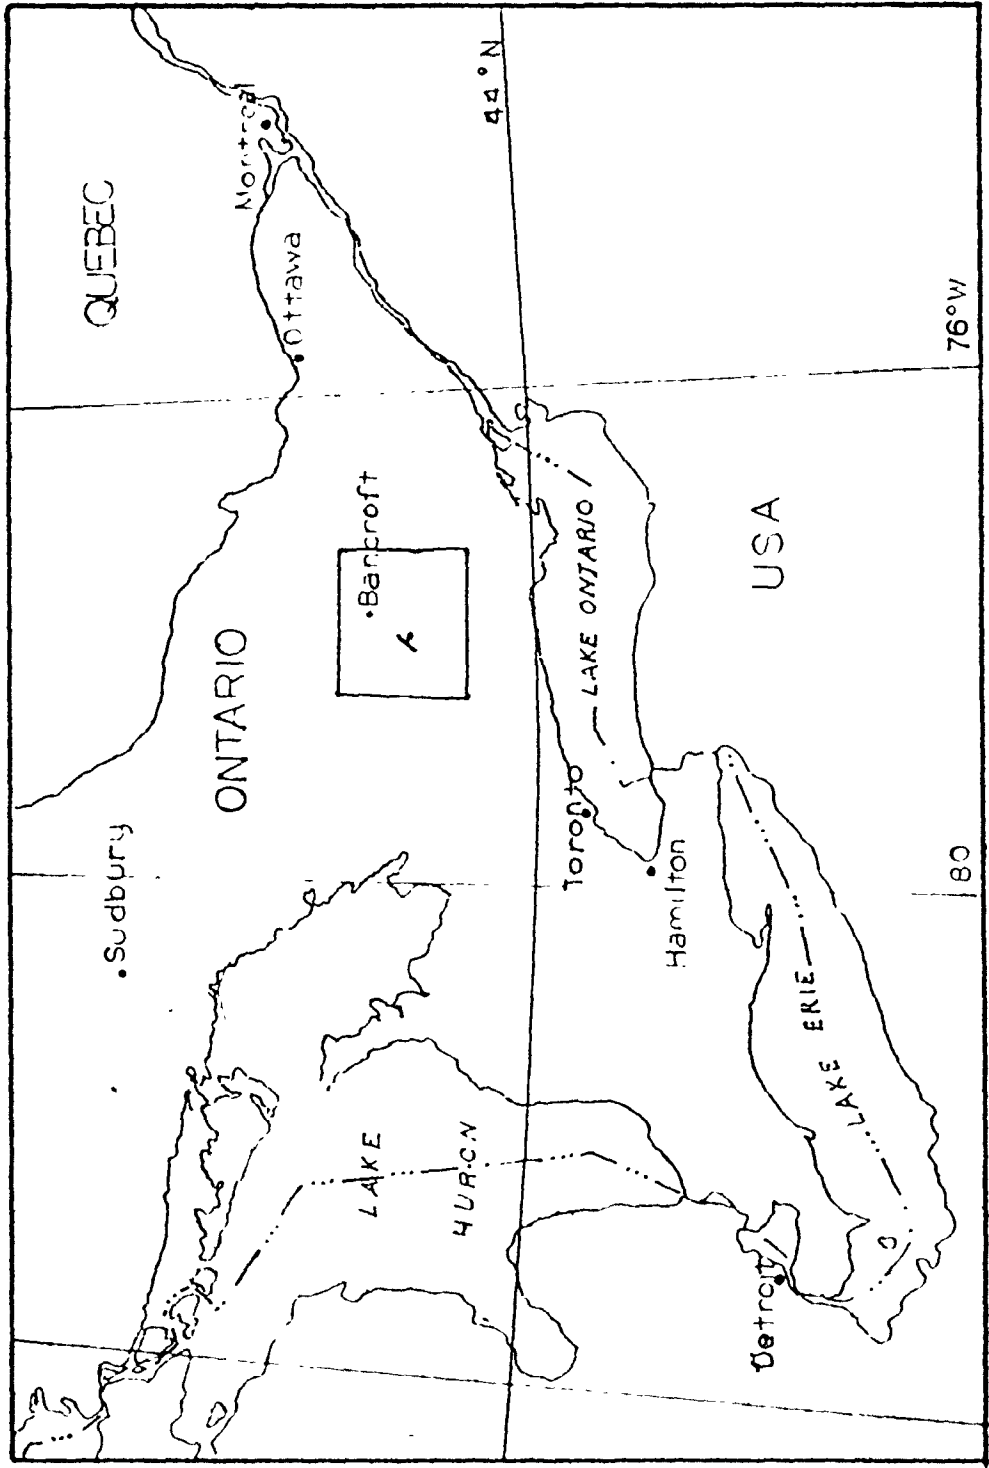 QUEBEC
Montreal
44°N
Ottawa
76°W
Bancroft
ONTARIO
LAKE ONTARIO
USA
Sudbury
Toronto
Hamilton
80
LAKE ERIE
LAKE
HURON
Detroit